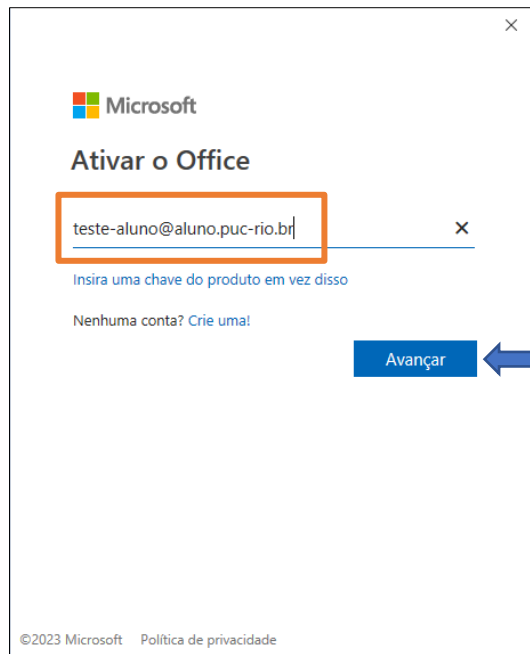 Microsoft
Ativar o Office
teste-aluno@aluno.puc-rio.br
Insira uma chave do produto em vez disso
Nenhuma conta? Crie uma!
Avançar
©2023 Microsoft Política de privacidade